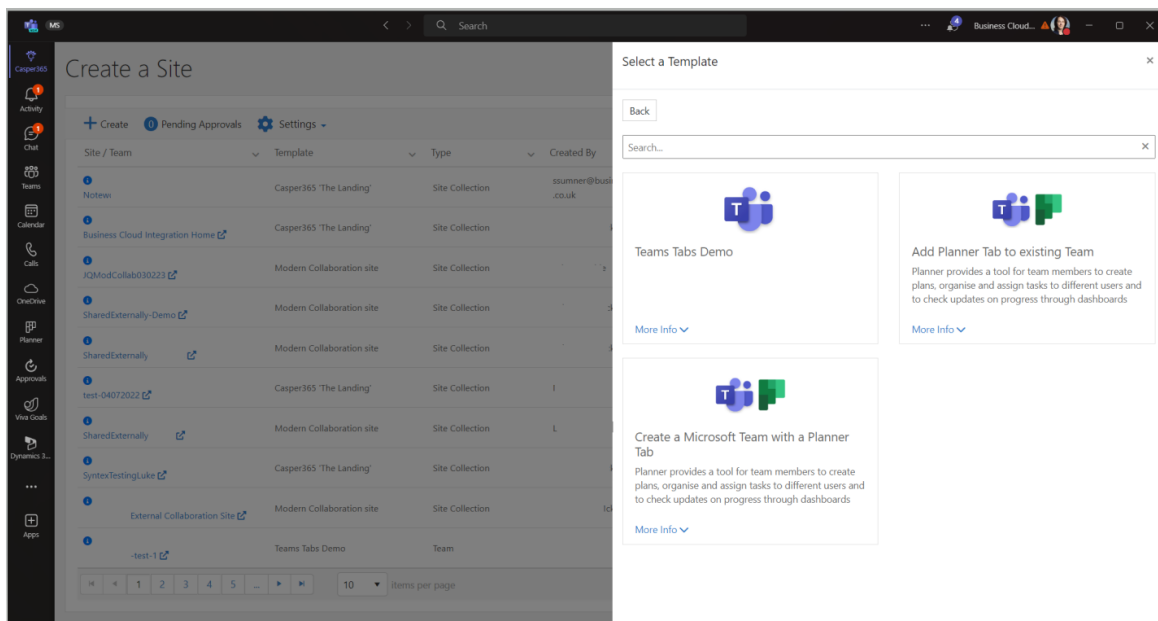 MS
Search
...
4
Business Cloud...
Casper365
1
Activity
1
Chat
Teams
Calendar
Calls
OneDrive
Planner
Approvals
Viva Goals
Dynamics 3...
...
Apps
Create a Site
Create
0 Pending Approvals
Settings
Site / Team Template Type Created By
Casper365 'The Landing' Site Collection ssumner@busi
Notew .co.uk
Business Cloud Integration Home Casper365 'The Landing' Site Collection
JQModCollab030223 Modern Collaboration site Site Collection
SharedExternally-Demo Modern Collaboration site Site Collection
SharedExternally Modern Collaboration site Site Collection
test-04072022 Casper365 'The Landing' Site Collection
SharedExternally Modern Collaboration site Site Collection
SyntexTestingLuke Casper365 'The Landing' Site Collection
External Collaboration Site Modern Collaboration site Site Collection
-test-1 Teams Tabs Demo Team
1 2 3 4 5 ... 10 items per page
Select a Template
Back
Search...
Teams Tabs Demo
More Info
Add Planner Tab to existing Team
Planner provides a tool for team members to create
plans, organise and assign tasks to different users and
to check updates on progress through dashboards
More Info
Create a Microsoft Team with a Planner
Tab
Planner provides a tool for team members to create
plans, organise and assign tasks to different users and
to check updates on progress through dashboards
More Info